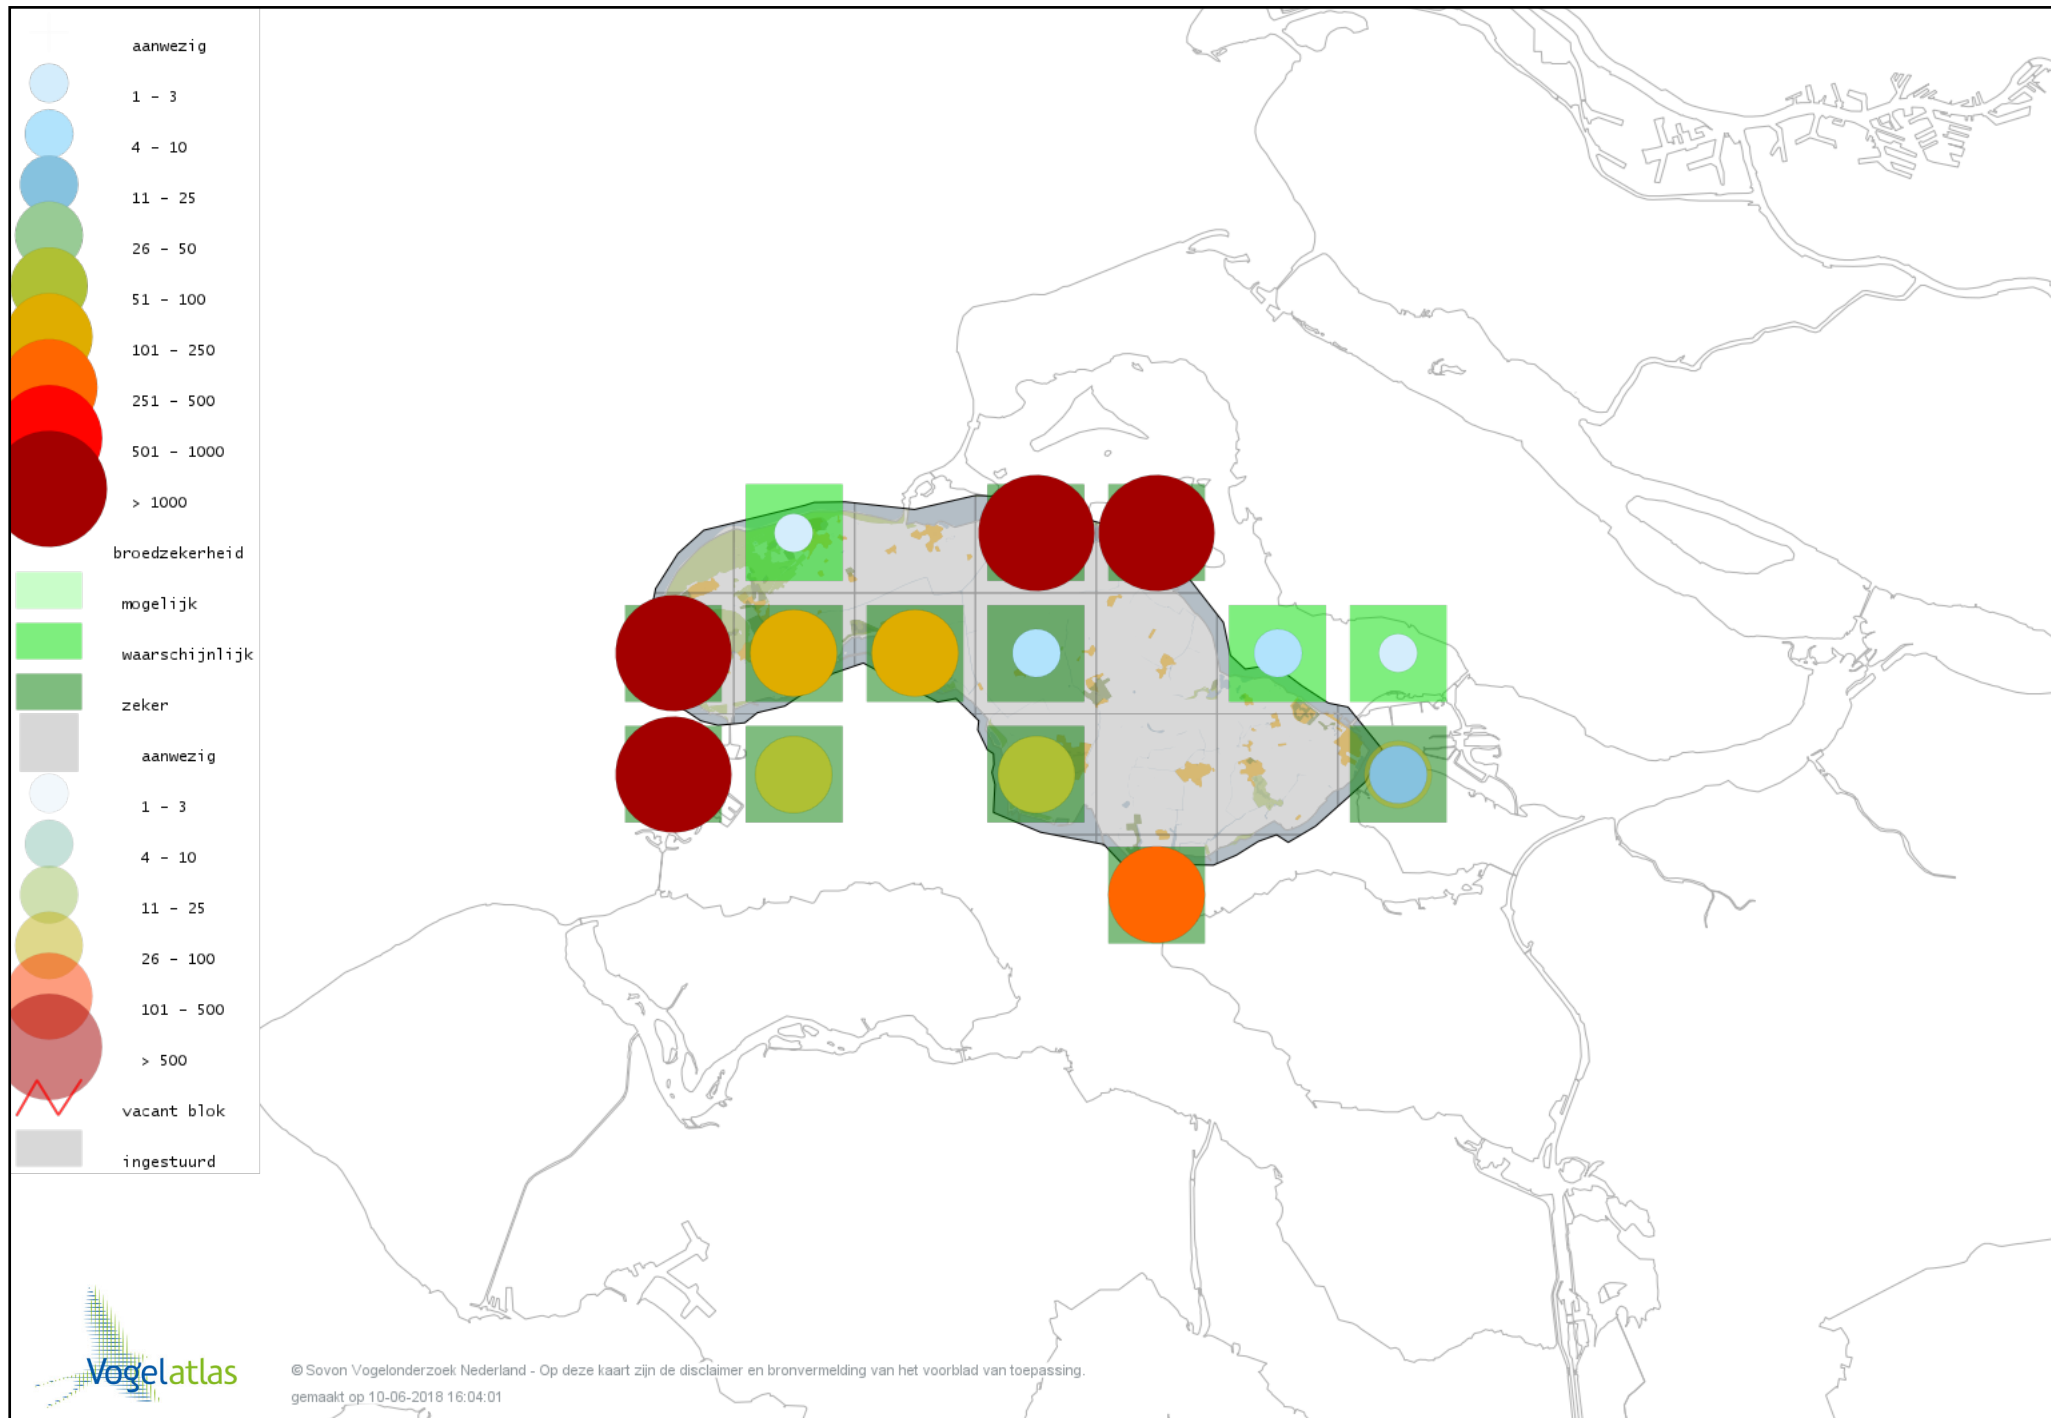 aanwezig
1 - 3
4 - 10
11 - 25
26 - 50
51 - 100
101 - 250
251 - 500
501 - 1000
> 1000
broedzekerheid
mogelijk
waarschijnlijk
zeker
aanwezig
1 - 3
4 - 10
11 - 25
26 - 100
101 - 500
> 500
vacant blok
ingestuurd
Vogelatlas
© Sovon Vogelonderzoek Nederland - Op deze kaart zijn de disclaimer en bronvermelding van het voorblad van toepassing.
gemaakt op 10-06-2018 16:04:01